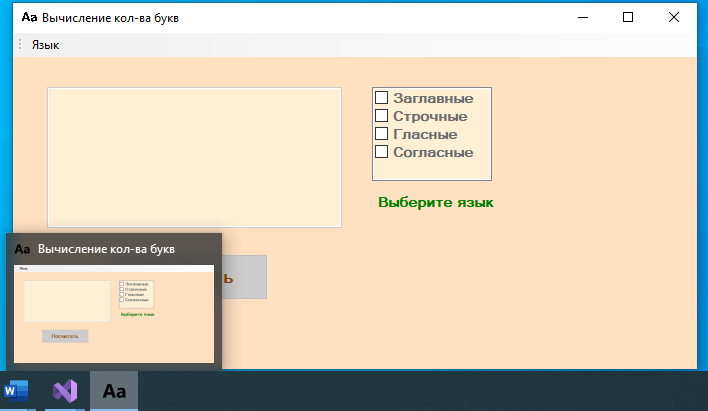 Aa Вычисление кол-ва букв
Язык
Заглавные
Строчные
Гласные
Согласные
Выберите язык
ь
Aa Вычисление кол-ва букв
Язык
Заглавные
Строчные
Гласные
Согласные
Выберите язык
Посчитать
W
Aa